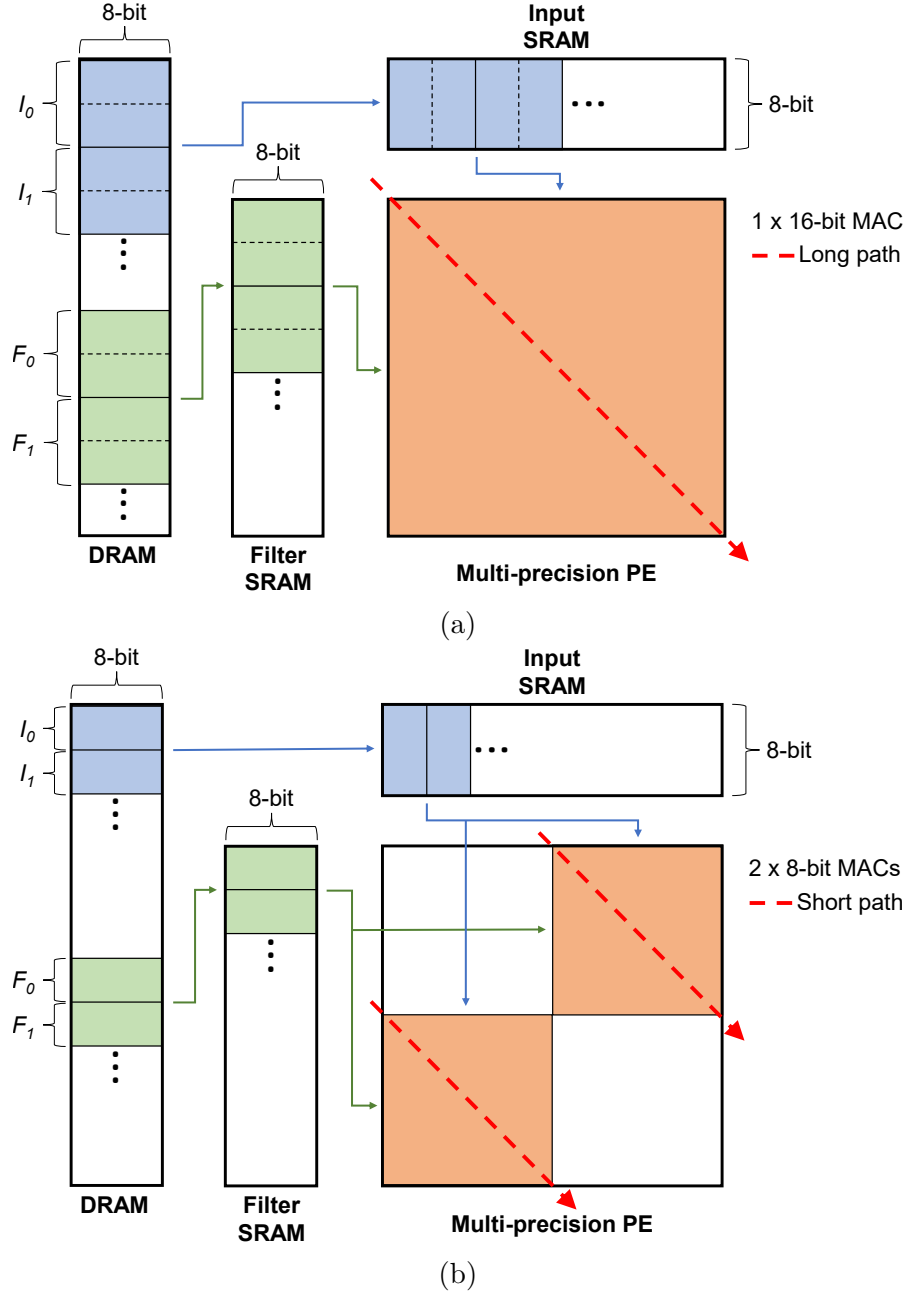 8-bit
Input
SRAM
I0
8-bit
8-bit
I1
1 x 16-bit MAC
Long path
F0
F1
DRAM
Filter
SRAM
Multi-precision PE
(a)
8-bit
Input
SRAM
I0
8-bit
I1
8-bit
2 x 8-bit MACs
Short path
F0
F1
DRAM
Filter
SRAM
Multi-precision PE
(b)